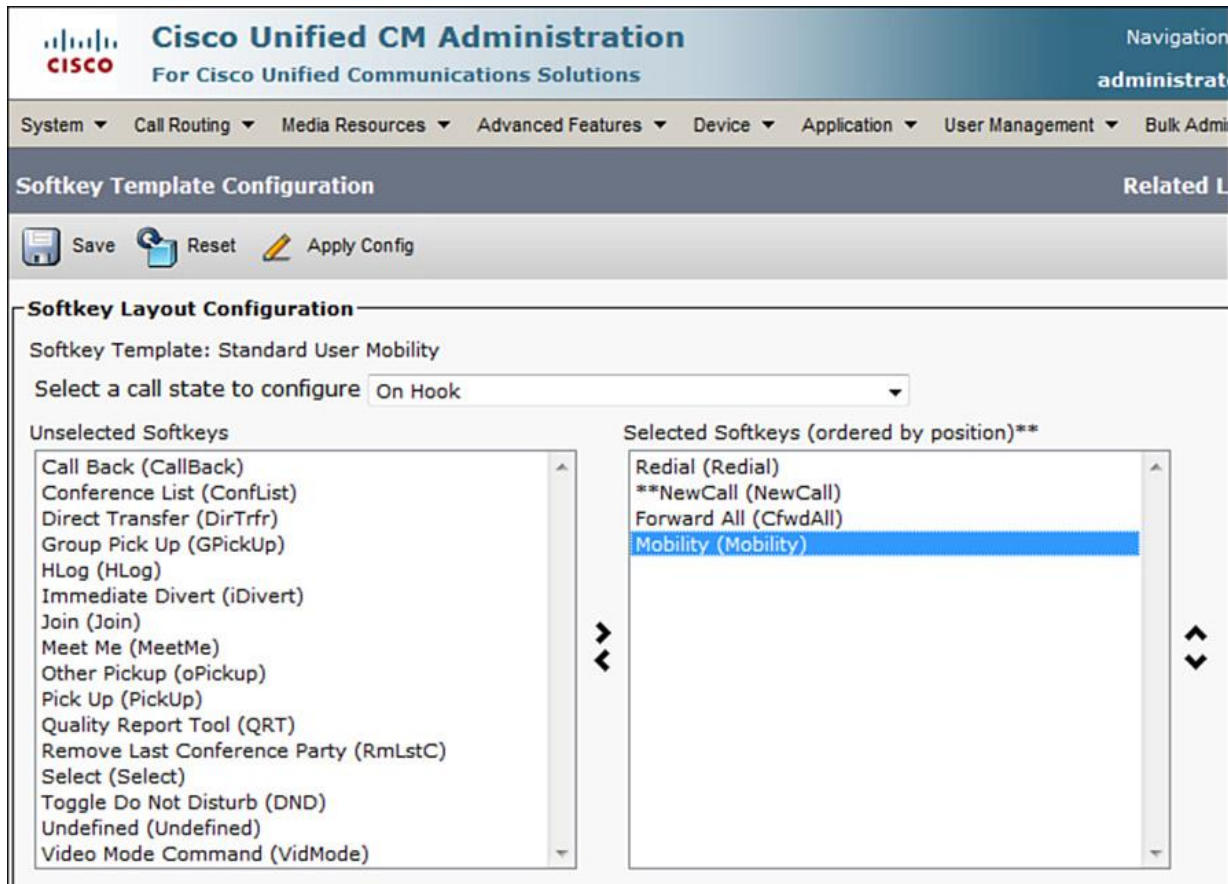 CISCO
Cisco Unified CM Administration
For Cisco Unified Communications Solutions
Navigation
administrat
System Call Routing Media Resources Advanced Features Device Application User Management Bulk Admi
Softkey Template Configuration
Related L
Save Reset Apply Config
Softkey Layout Configuration
Softkey Template: Standard User Mobility
Select a call state to configure On Hook
Unselected Softkeys
Call Back (CallBack)
Conference List (ConfList)
Direct Transfer (DirTrfr)
Group Pick Up (GPickUp)
HLog (HLog)
Immediate Divert (iDivert)
Join (Join)
Meet Me (MeetMe)
Other Pickup (oPickup)
Pick Up (PickUp)
Quality Report Tool (QRT)
Remove Last Conference Party (RmLstC)
Select (Select)
Toggle Do Not Disturb (DND)
Undefined (Undefined)
Video Mode Command (VidMode)
Selected Softkeys (ordered by position)**
Redial (Redial)
**NewCall (NewCall)
Forward All (CfwdAll)
Mobility (Mobility)